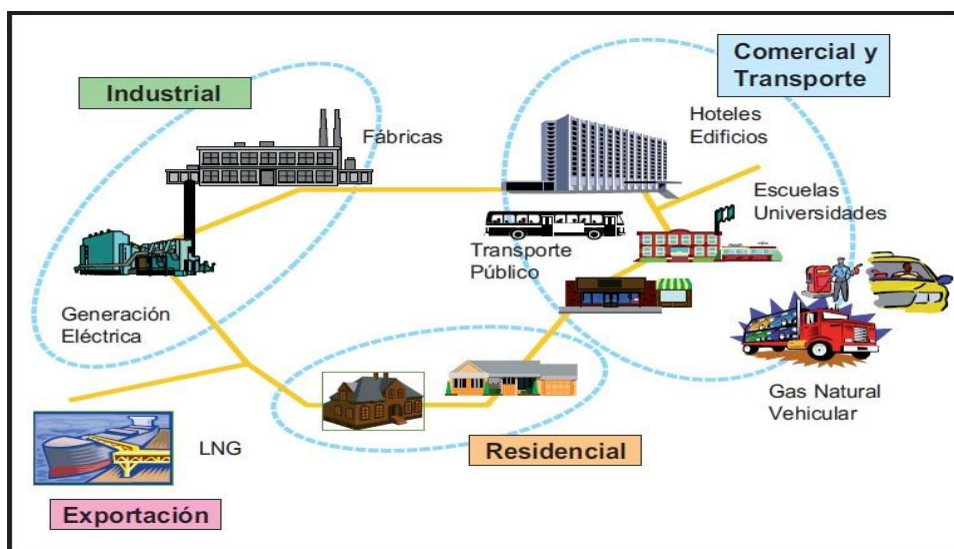 Industrial
Fábricas
Generación
Eléctrica
Comercial y
Transporte
Hoteles
Edificios
Escuelas
Universidades
Transporte
Público
Gas Natural
Vehicular
LNG
Residencial
Exportación